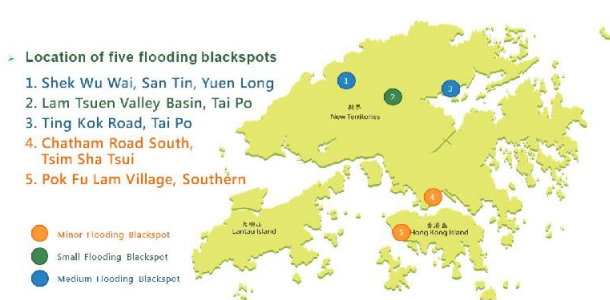 ➢ Location of five flooding blackspots
1. Shek Wu Wai, San Tin, Yuen Long
2. Lam Tsuen Valley Basin, Tai Po
3. Ting Kok Road, Tai Po
4. Chatham Road South,
Tsim Sha Tsui
5. Pok Fu Lam Village, Southern
1
2
3
新界
New Territories
4
大嶼山
Lantau Island
香港島
Hong Kong Island
5
Minor Flooding Blackspot
Small Flooding Blackspot
Medium Flooding Blackspot